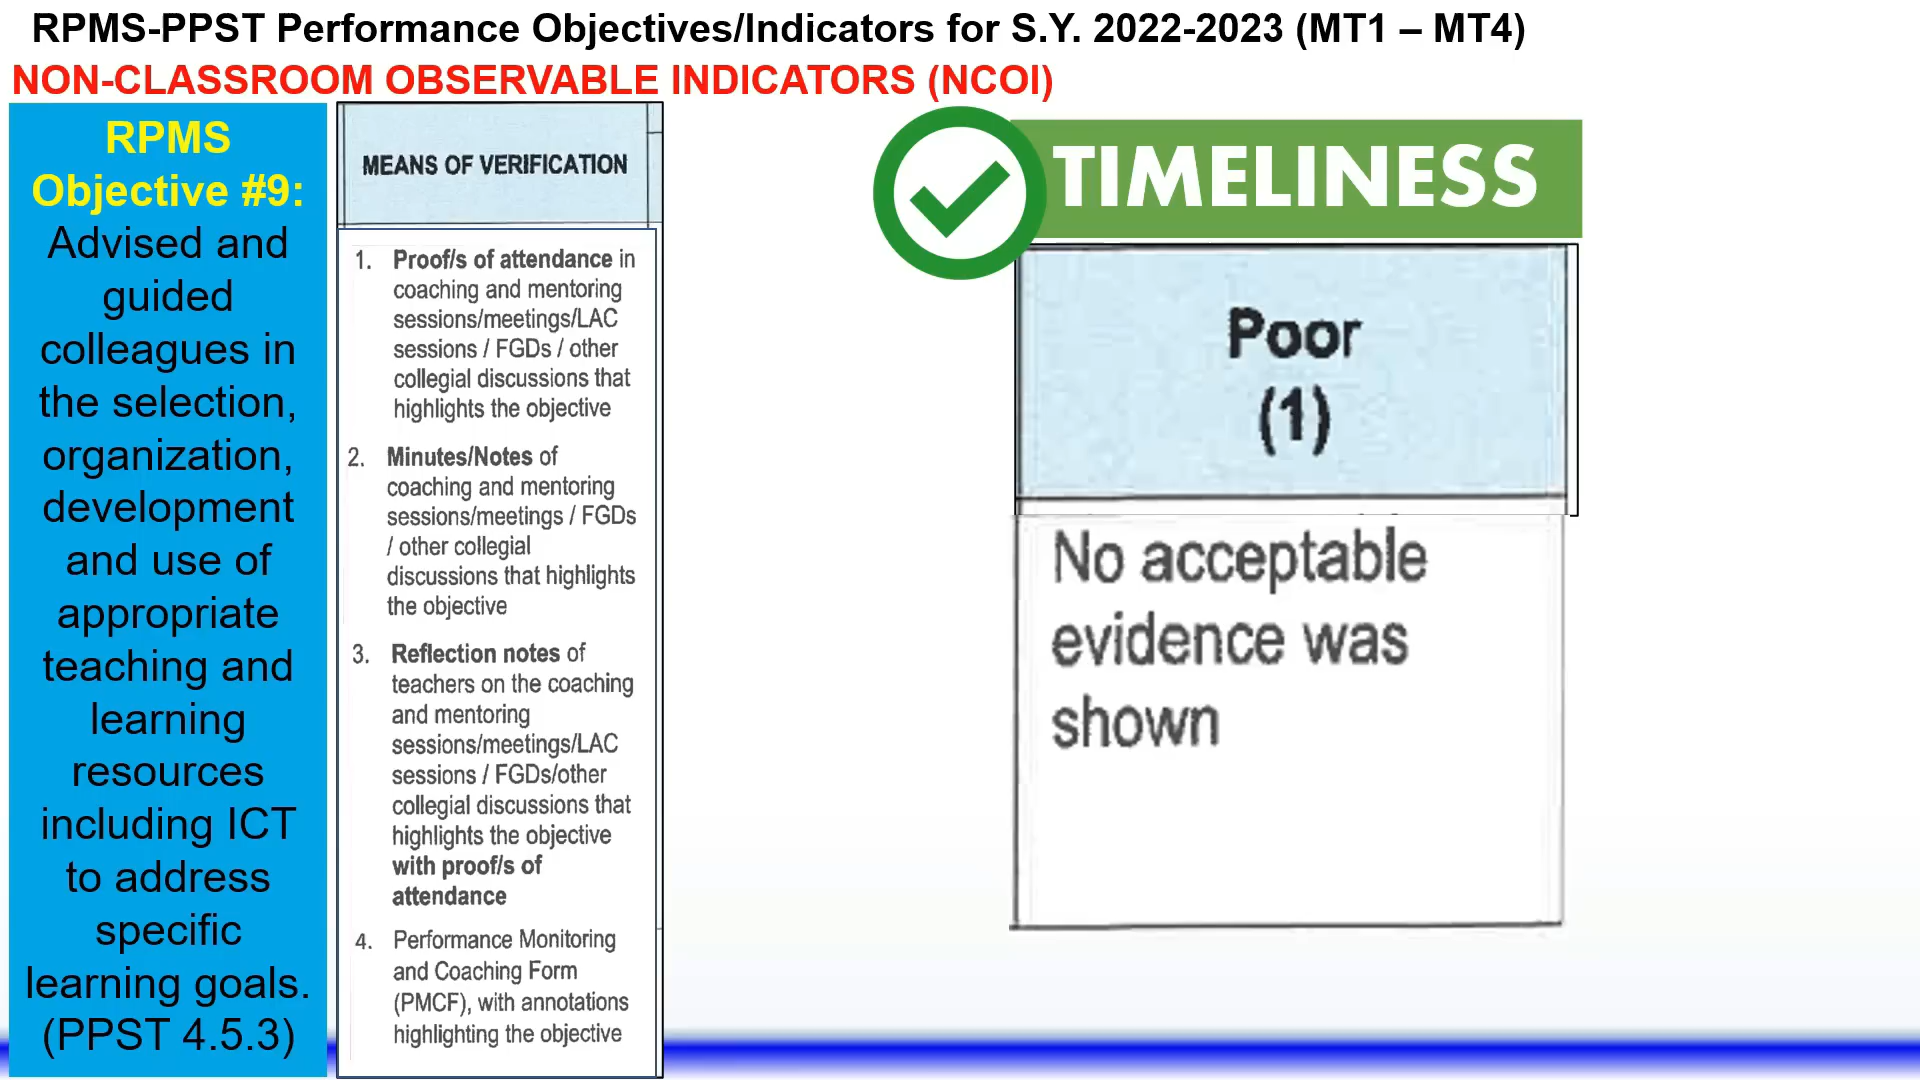 RPMS-PPST Performance Objectives/Indicators for S.Y. 2022-2023 (MT1 – MT4)
NON-CLASSROOM OBSERVABLE INDICATORS (NCOI)
RPMS
Objective #9:
Advised and
guided
colleagues in
the selection,
organization,
development
and use of
appropriate
teaching and
learning
resources
including ICT
to address
specific
learning goals.
(PPST 4.5.3)
MEANS OF VERIFICATION
1. Proof/s of attendance in
coaching and mentoring
sessions/meetings/LAC
sessions / FGDs / other
collegial discussions that
highlights the objective
2. Minutes/Notes of
coaching and mentoring
sessions/meetings / FGDs
/ other collegial
discussions that highlights
the objective
3. Reflection notes of
teachers on the coaching
and mentoring
sessions/meetings/LAC
sessions / FGDs/other
collegial discussions that
highlights the objective
with proof/s of
attendance
4. Performance Monitoring
and Coaching Form
(PMCF), with annotations
highlighting the objective
TIMELINESS
Poor
(1)
No acceptable
evidence was
shown